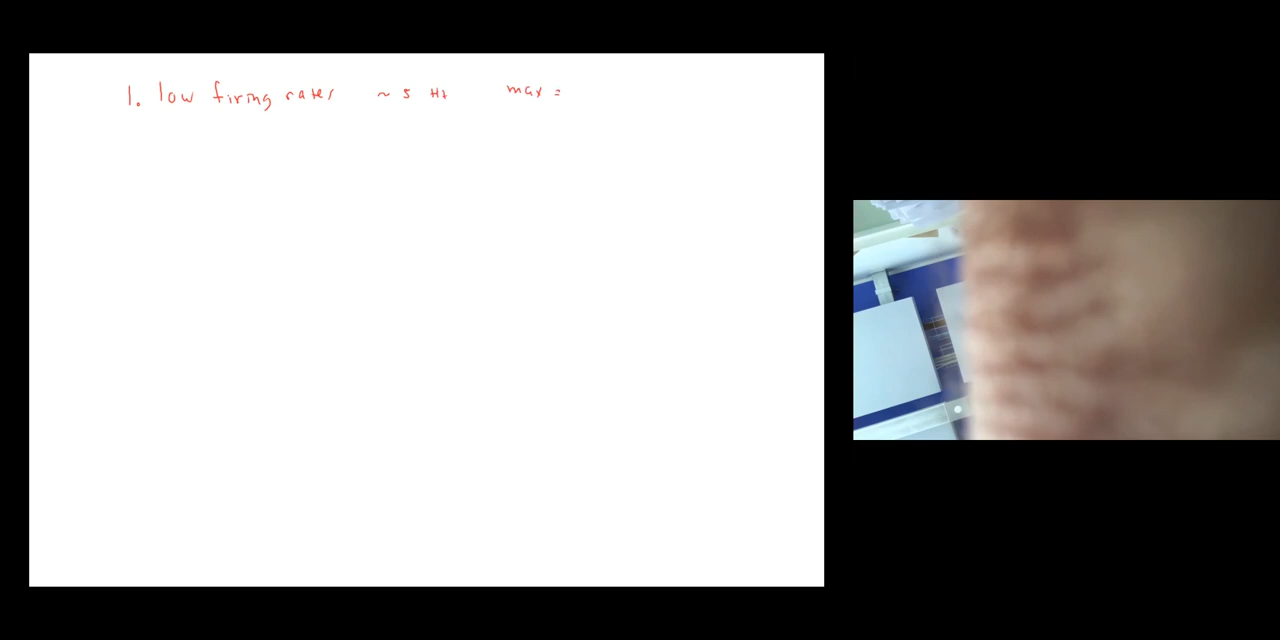 1. low firing rates ~ 5 Hz max =